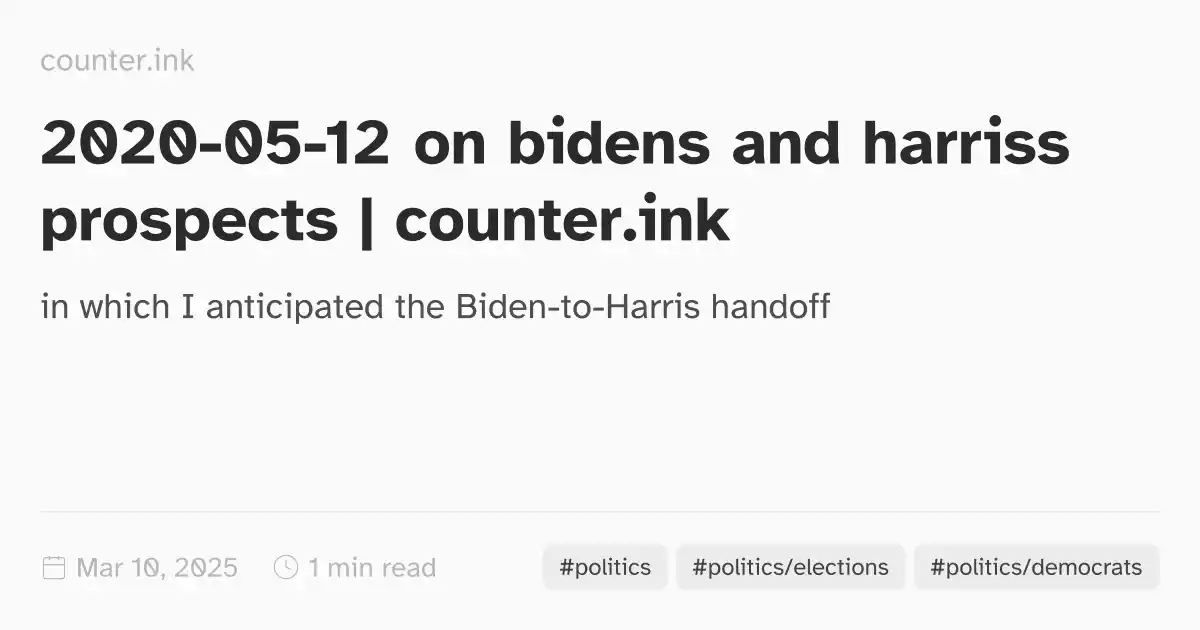 counter.ink
2020-05-12 on bidens and harriss
prospects | counter.ink
in which I anticipated the Biden-to-Harris handoff
Mar 10, 2025 1 min read #politics #politics/elections #politics/democrats